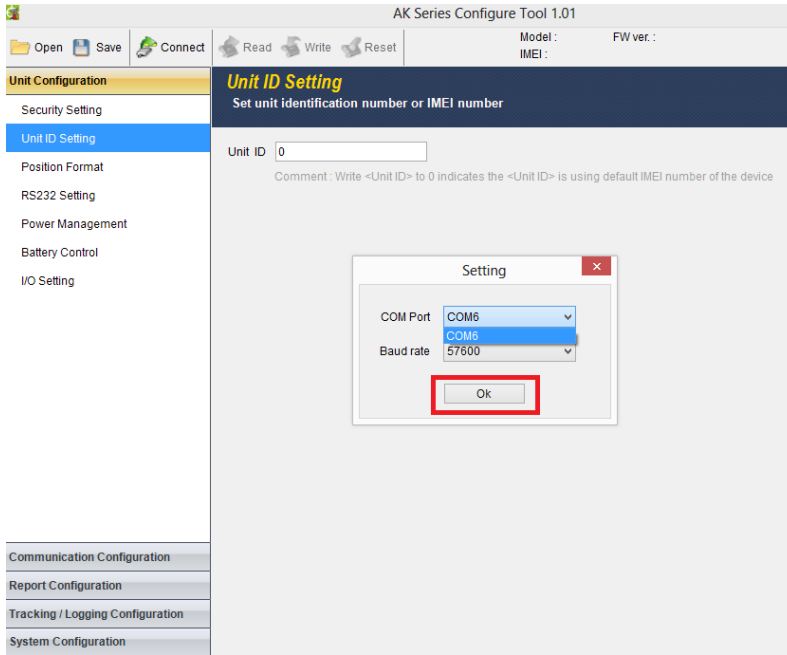 AK Series Configure Tool 1.01
Open Save Connect Read Write Reset Model : FW ver. :
IMEI :
Unit Configuration
Security Setting
Unit ID Setting
Position Format
RS232 Setting
Power Management
Battery Control
I/O Setting
Communication Configuration
Report Configuration
Tracking / Logging Configuration
System Configuration
Unit ID Setting
Set unit identification number or IMEI number
Unit ID 0
Comment : Write <Unit ID> to 0 indicates the <Unit ID> is using default IMEI number of the device
Setting
COM Port COM6
COM6
Baud rate 57600
Ok